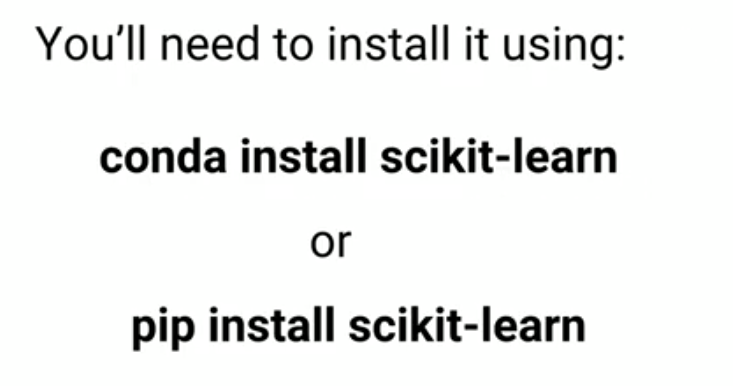 You’ll need to install it using:
conda install scikit-learn
or
pip install scikit-learn